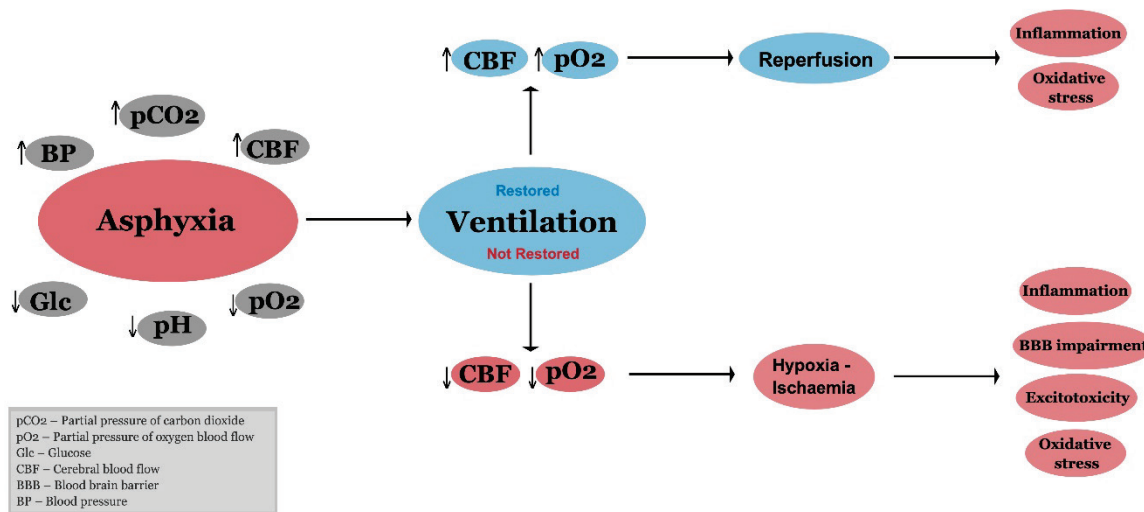 ↑ pCO2
↑ BP
↑ CBF
Asphyxia
↓ Glc
↓ pH
↓ pO2
Restored
Ventilation
Not Restored
↑ CBF ↑ pO2
Reperfusion
Inflammation
Oxidative
stress
↓ CBF ↓ pO2
Hypoxia -
Ischaemia
Inflammation
BBB impairment
Excitotoxicity
Oxidative
stress
pCO2 – Partial pressure of carbon dioxide
pO2 – Partial pressure of oxygen blood flow
Glc – Glucose
CBF – Cerebral blood flow
BBB – Blood brain barrier
BP – Blood pressure